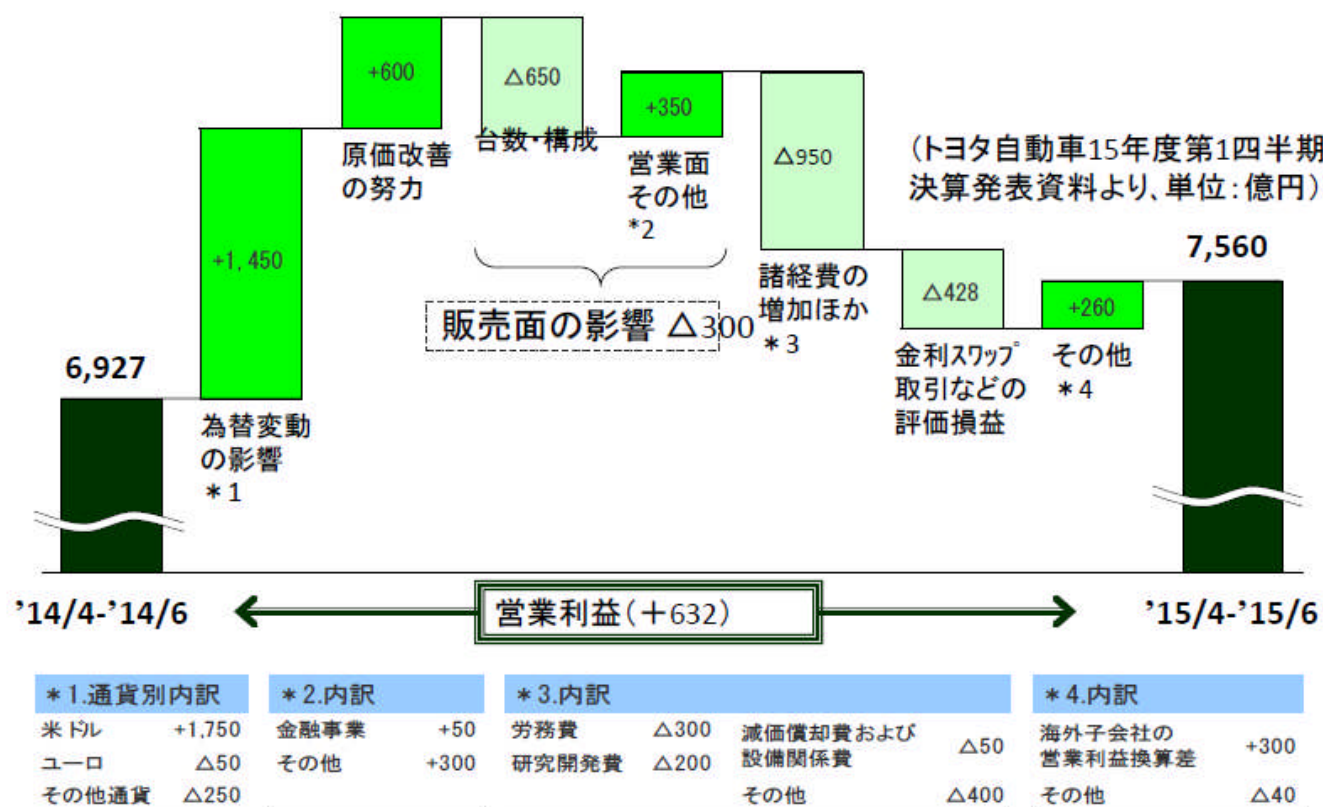 +600
△650
+350
台数・構成
原価改善
の努力
営業面
その他
*2
△950
(トヨタ自動車15年度第1四半期
決算発表資料より、単位:億円)
+1,450
7,560
諸経費の
増加ほか
*3
△428
+260
販売面の影響 △300
6,927
金利スワップ
取引などの
評価損益
その他
*4
為替変動
の影響
*1
'14/4-'14/6
営業利益(+632)
'15/4-'15/6
*1.通貨別内訳
米ドル +1,750
ユーロ △50
その他通貨 △250
*2.内訳
金融事業 +50
その他 +300
*3.内訳
労務費 △300
研究開発費 △200
減価償却費および
設備関係費 △50
その他 △400
*4.内訳
海外子会社の
営業利益換算差 +300
その他 △40